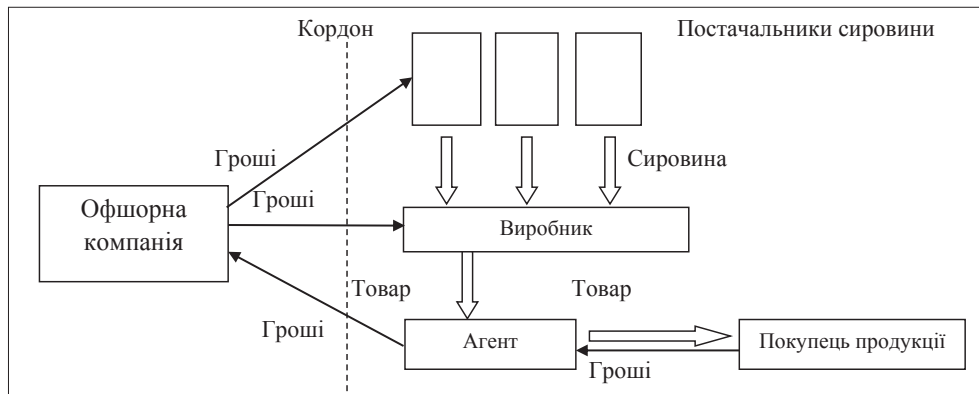 Кордон
Постачальники сировини
Гроші
Сировина
Офшорна
компанія
Гроші
Виробник
Товар
Товар
Гроші
Агент
Покупець продукції
Гроші